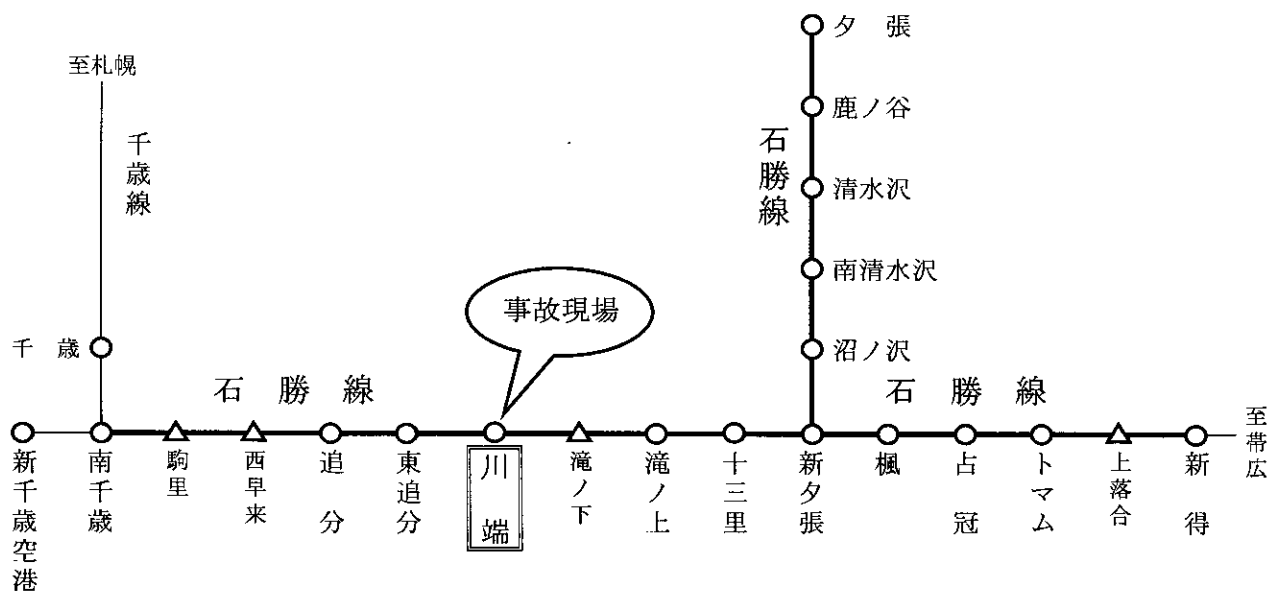 夕張
至札幌
鹿ノ谷
千歳線
石勝線
清水沢
南清水沢
事故現場
千歳
沼ノ沢
石勝線
石勝線
至帯広
新千歳空港
南千歳
駒里
西早来
追分
東追分
川端
滝ノ下
滝ノ上
十三里
新夕張
楓
占冠
トマム
上落合
新得